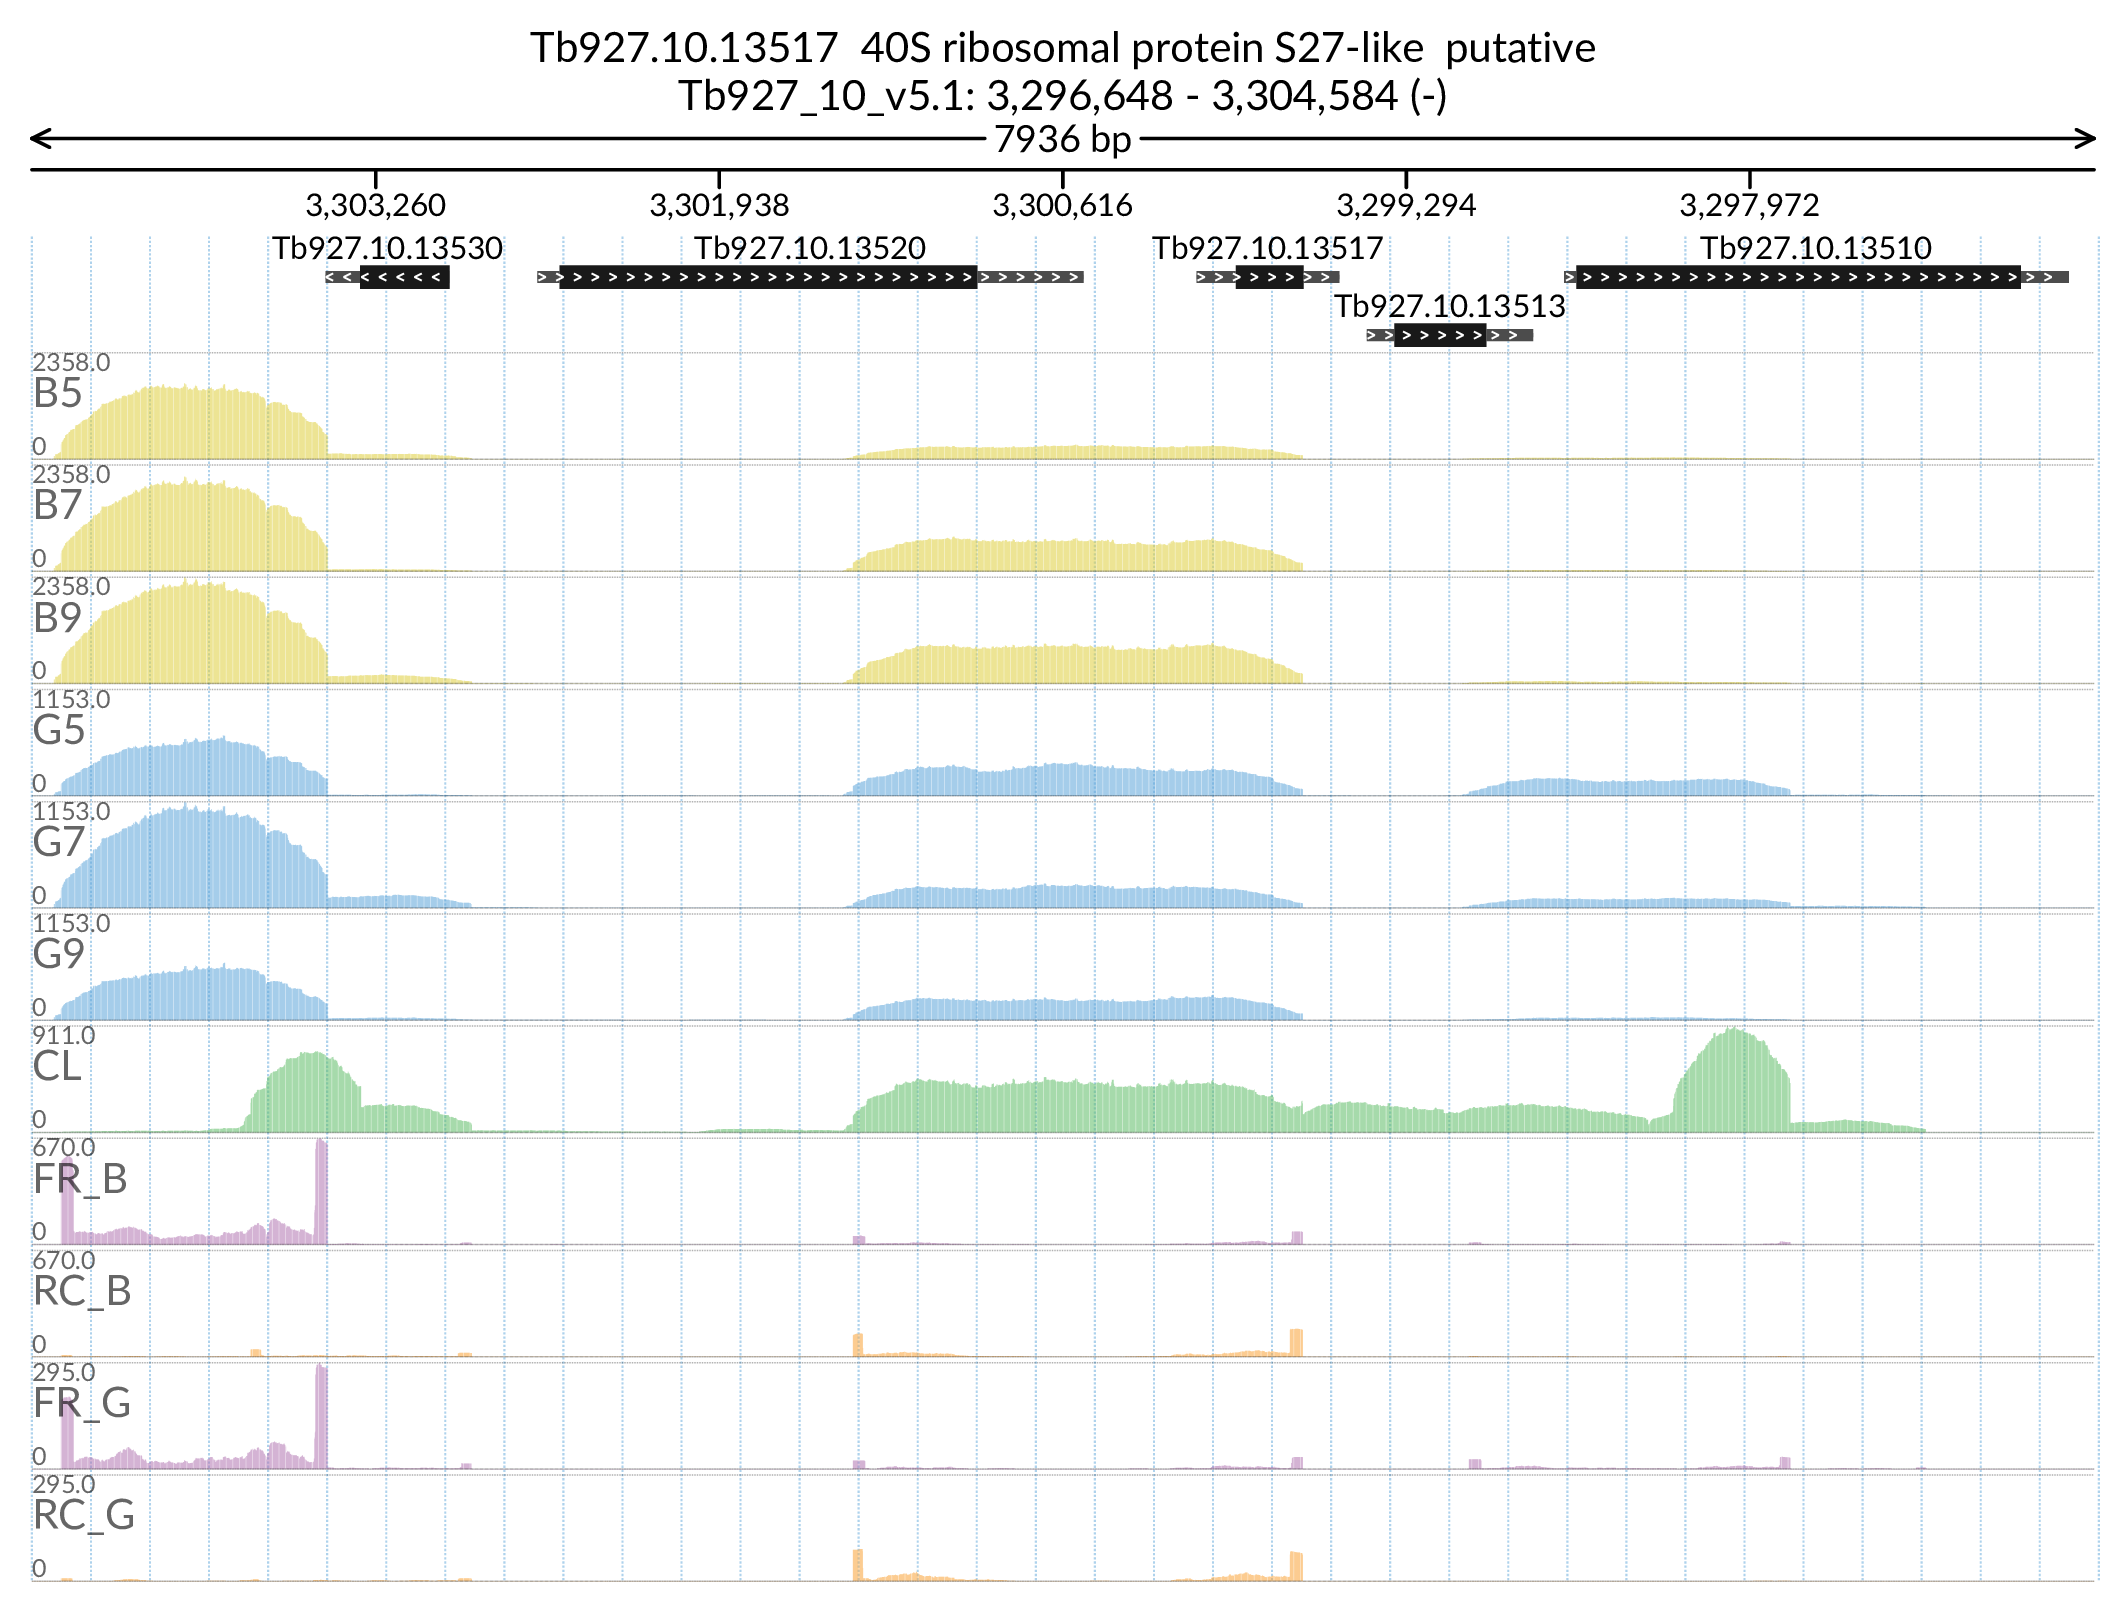 Tb927.10.13517  40S ribosomal protein S27-like  putative
Tb927_10_v5.1: 3,296,648 - 3,304,584 (-)
7936 bp
3,303,260 3,301,938 3,300,616 3,299,294 3,297,972
Tb927.10.13530 Tb927.10.13520 Tb927.10.13517 Tb927.10.13510
Tb927.10.13513
2358.0
B5
0
2358.0
B7
0
2358.0
B9
0
1153.0
G5
0
1153.0
G7
0
1153.0
G9
0
911.0
CL
0
670.0
FR_B
0
670.0
RC_B
0
295.0
FR_G
0
295.0
RC_G
0